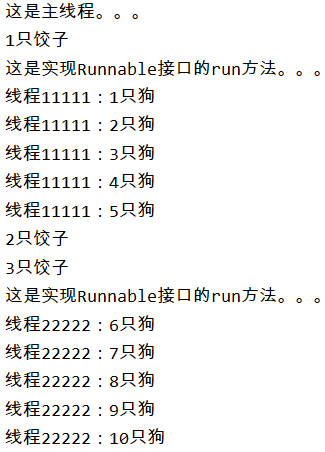 这是主线程。。。
1只饺子
这是实现Runnable接口的run方法。。。
线程11111：1只狗
线程11111：2只狗
线程11111：3只狗
线程11111：4只狗
线程11111：5只狗
2只饺子
3只饺子
这是实现Runnable接口的run方法。。。
线程22222：6只狗
线程22222：7只狗
线程22222：8只狗
线程22222：9只狗
线程22222：10只狗